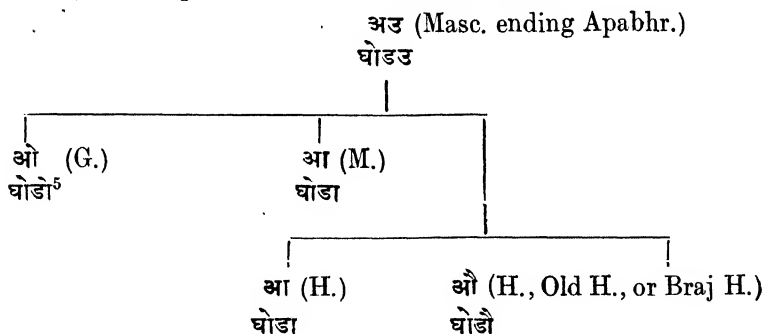 अउ (Masc. ending Apabhr.)
घोडउ
ओ (G.) आ (M.)
घोडो⁵ घोडा
आ (H.) औ (H., Old H., or Braj H.)
घोडा घोडौ